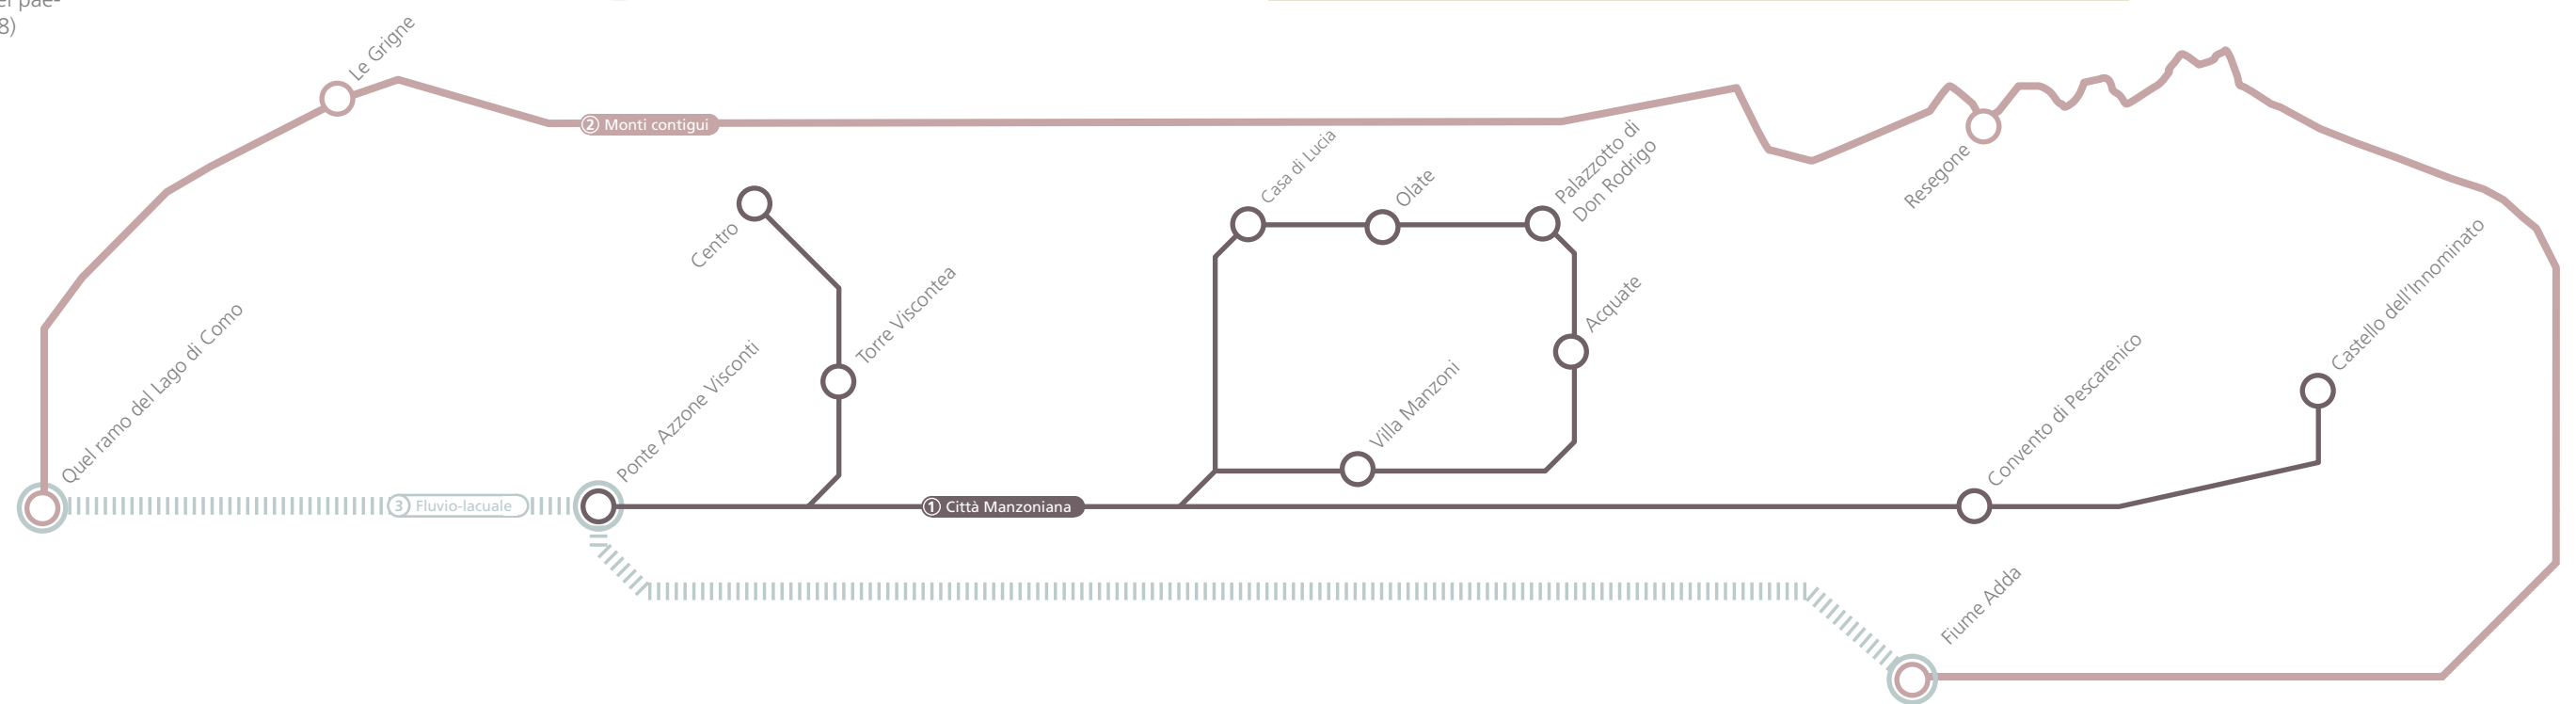 8)
Le Grigne
2 Monti contigui
Casa di Lucia
Olate
Palazzotto di
Don Rodrigo
Resegone
Centro
Torre Viscontea
Acquate
Castello dell'Innominato
Quel ramo del Lago di Como
Ponte Azzone Visconti
Villa Manzoni
Convento di Pescarenico
3 Fluvio-lacuale
1 Città Manzoniana
Fiume Adda